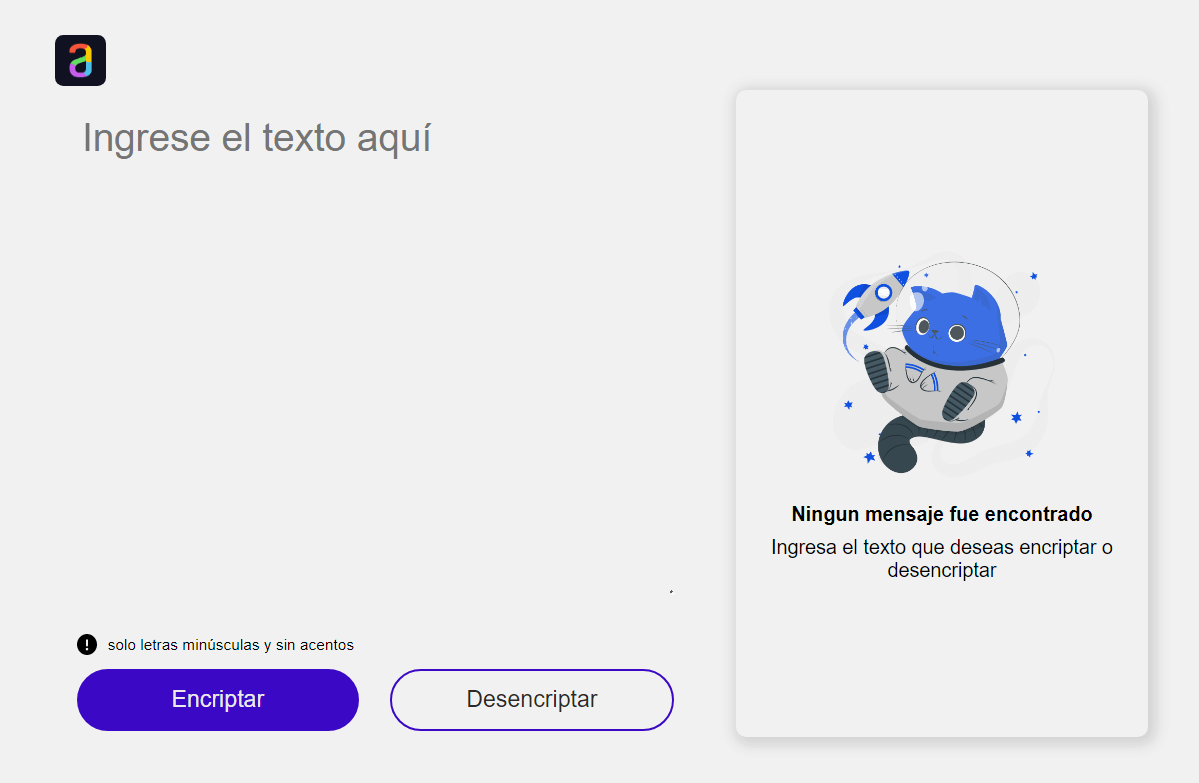 a
Ingrese el texto aquí
Ningun mensaje fue encontrado
Ingresa el texto que deseas encriptar o
desencriptar
! solo letras minúsculas y sin acentos
Encriptar
Desencriptar